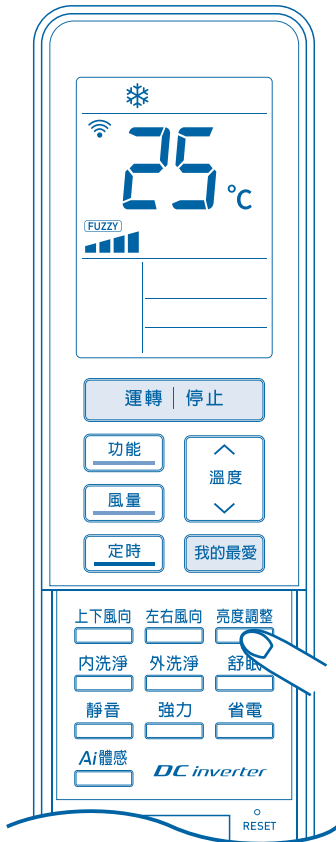 25℃
FUZZY
運轉 停止
功能
溫度
風量
定時 我的最愛
上下風向 左右風向 亮度調整
內洗淨 外洗淨 舒眠
靜音 強力 省電
Ai體感 DC inverter
RESET